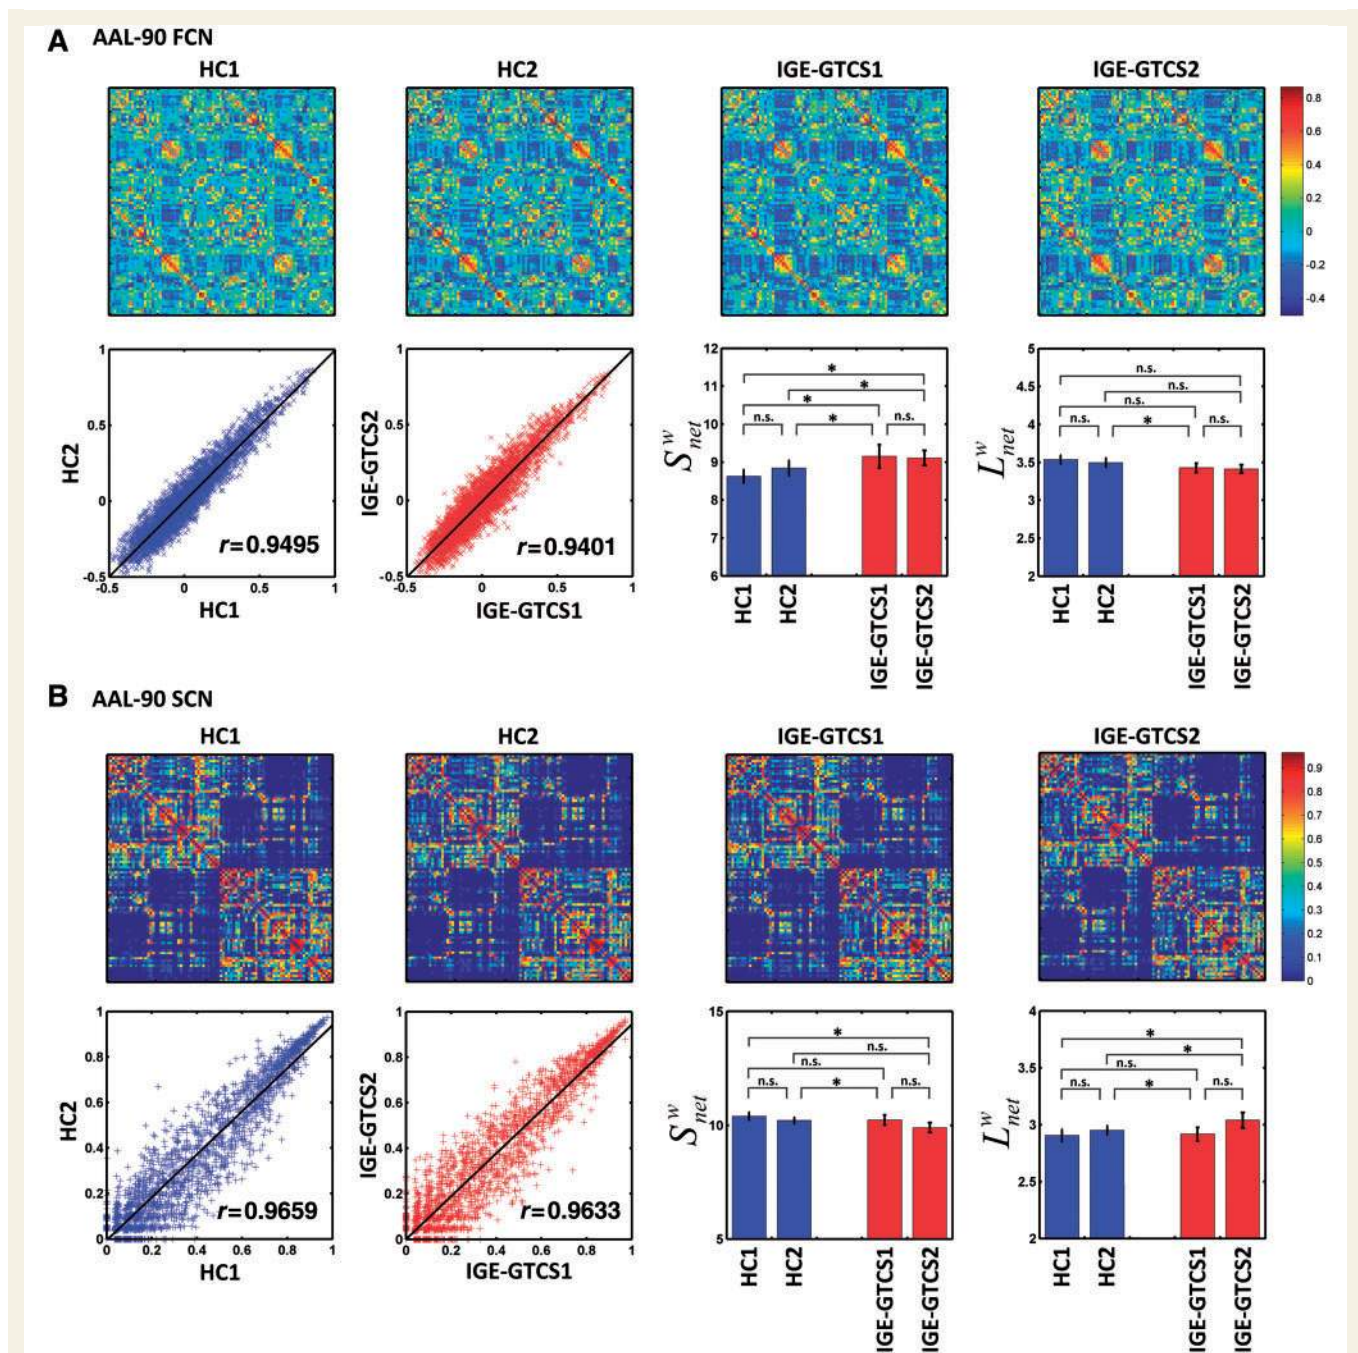 A AAL-90 FCN
HC1 HC2 IGE-GTCS1 IGE-GTCS2
0.8
0.6
0.4
0.2
0
-0.2
-0.4
1
0.5
0
-0.5
-0.5 0 0.5 1
HC2
HC1
r=0.9495
1
0.5
0
-0.5
-0.5 0 0.5 1
IGE-GTCS2
IGE-GTCS1
r=0.9401
12
11
10
9
8
7
6
S^w_net
*
*
*
n.s. * n.s.
HC1 HC2 IGE-GTCS1 IGE-GTCS2
5
4.5
4
3.5
3
2.5
2
L^w_net
n.s.
n.s.
n.s.
n.s. * n.s.
HC1 HC2 IGE-GTCS1 IGE-GTCS2
B AAL-90 SCN
HC1 HC2 IGE-GTCS1 IGE-GTCS2
0.9
0.8
0.7
0.6
0.5
0.4
0.3
0.2
0.1
0
1
0.8
0.6
0.4
0.2
0
0 0.2 0.4 0.6 0.8 1
HC2
HC1
r=0.9659
1
0.8
0.6
0.4
0.2
0
0 0.2 0.4 0.6 0.8 1
IGE-GTCS2
IGE-GTCS1
r=0.9633
15
10
5
S^w_net
*
n.s.
n.s.
n.s. * n.s.
HC1 HC2 IGE-GTCS1 IGE-GTCS2
4
3.5
3
2.5
2
L^w_net
*
*
n.s.
n.s. * n.s.
HC1 HC2 IGE-GTCS1 IGE-GTCS2